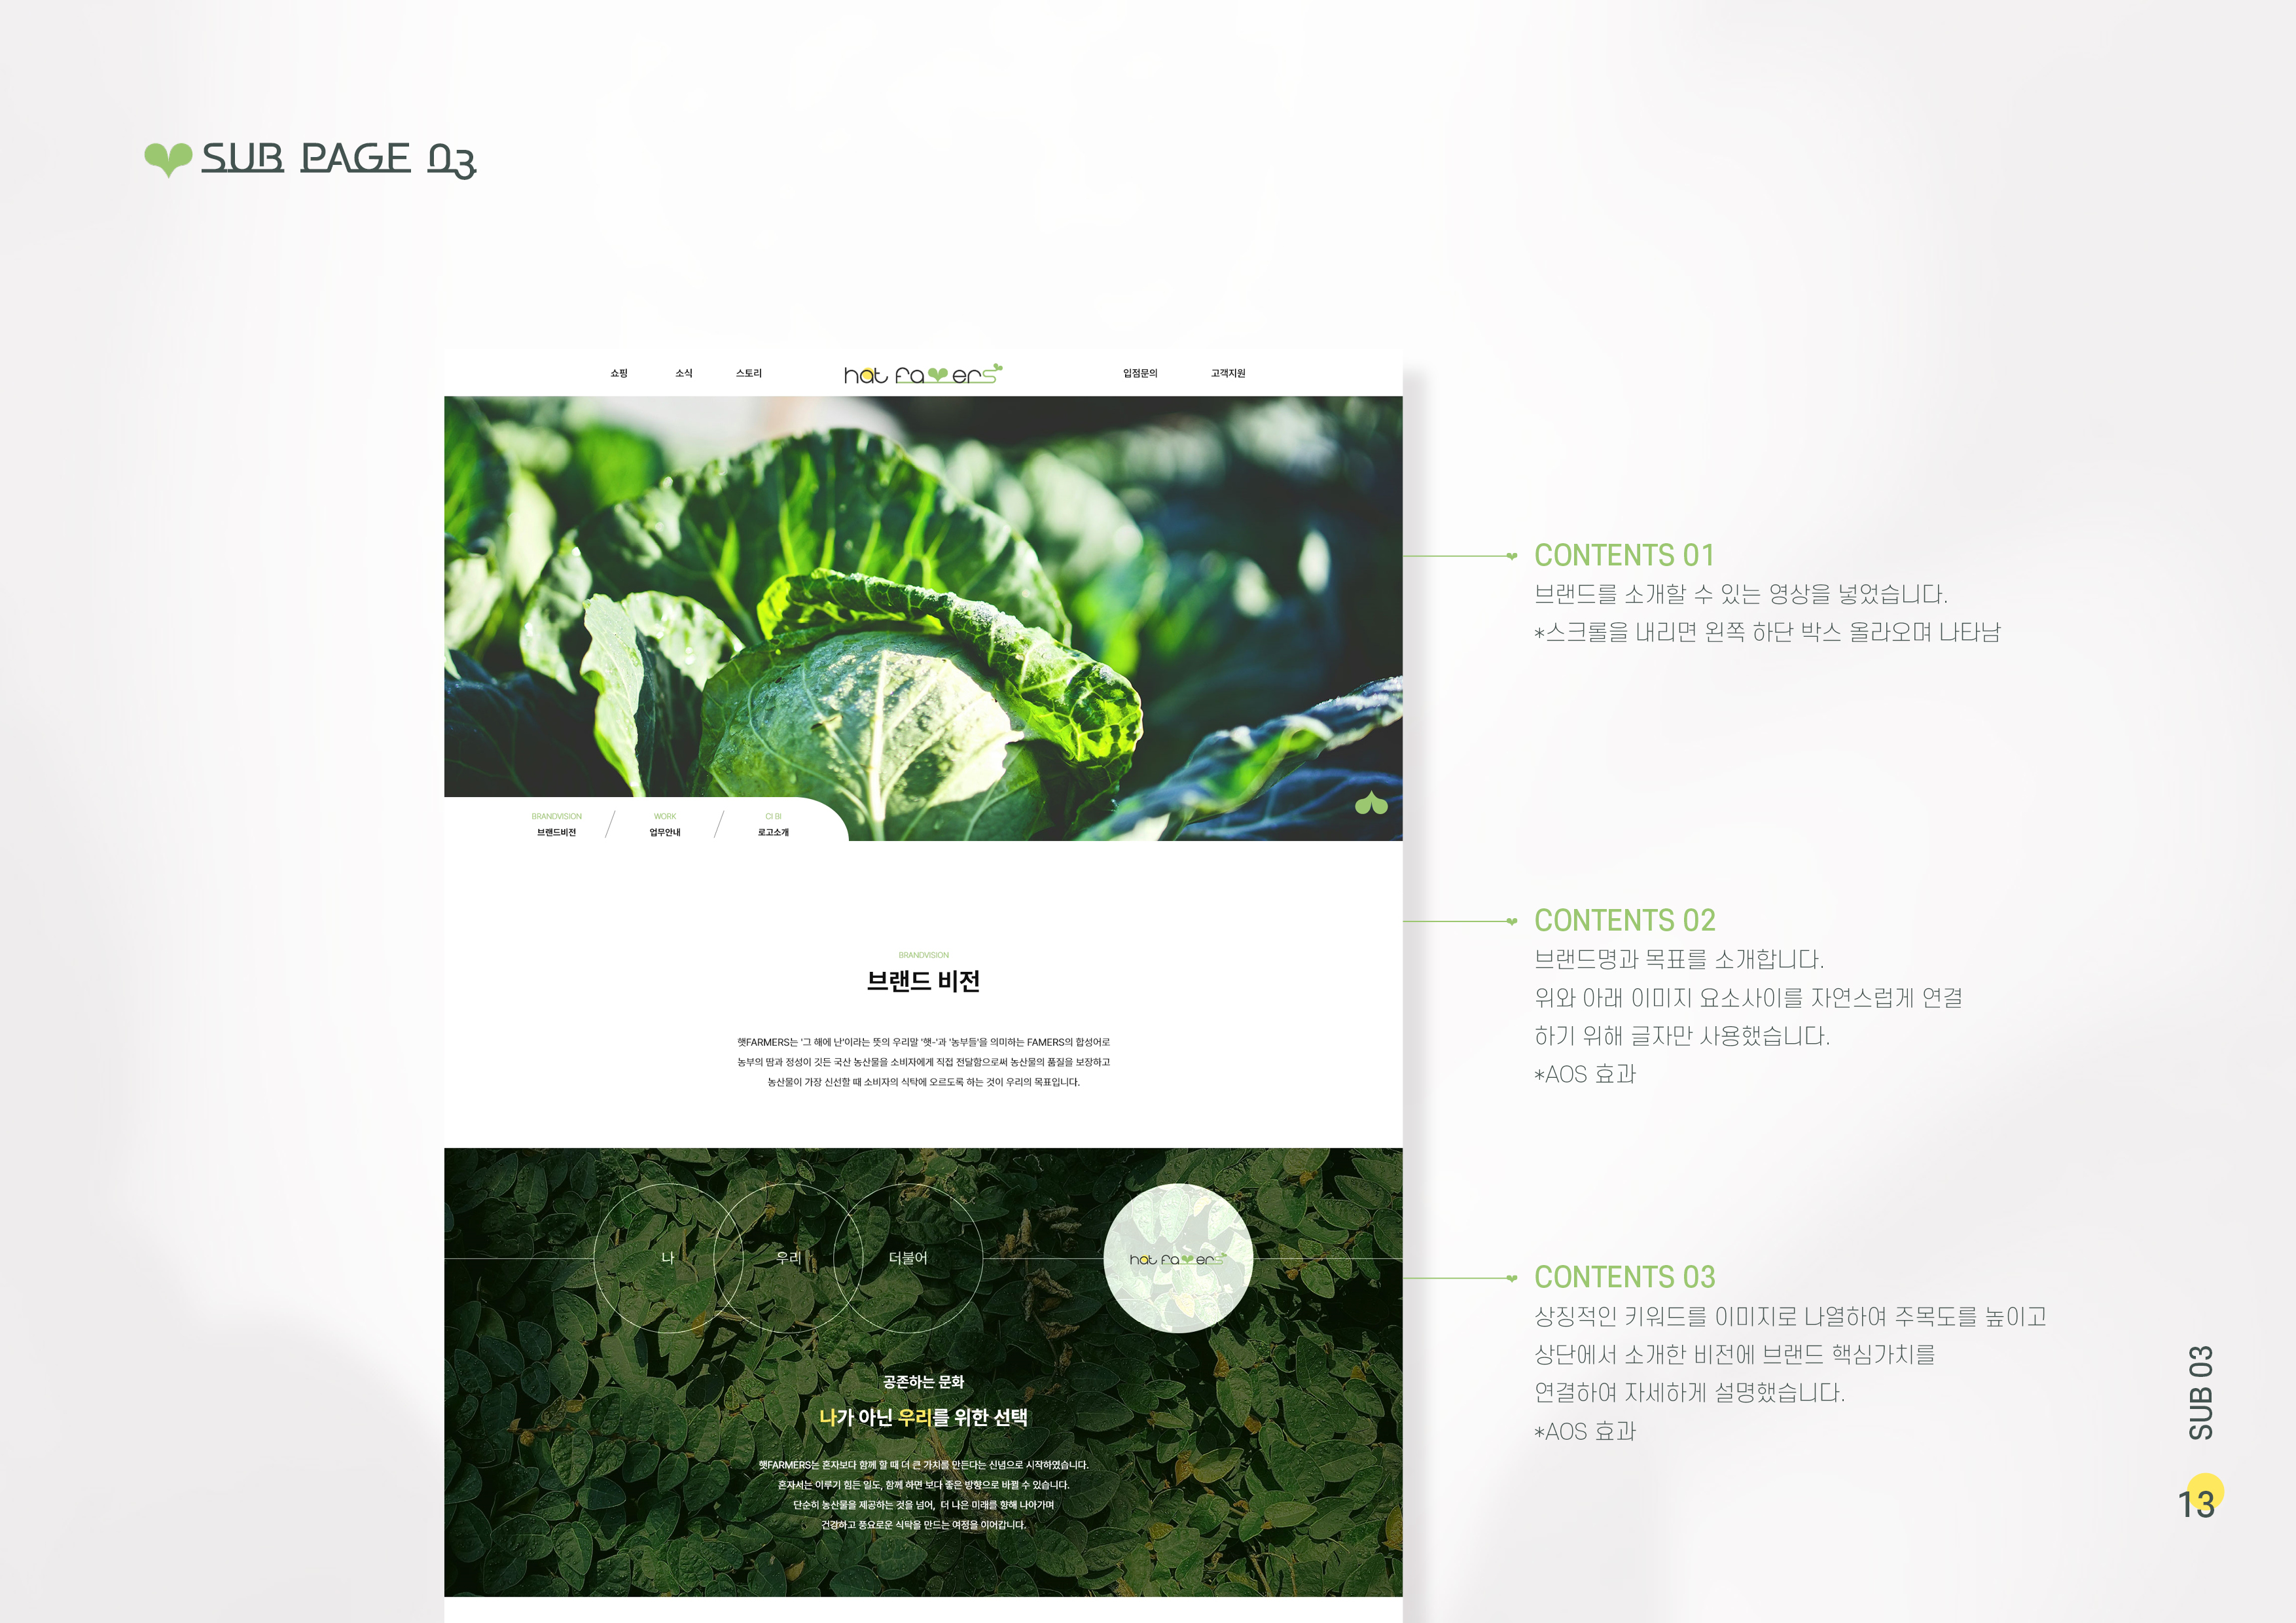 SUB PAGE 03
쇼핑 소식 스토리 hat farmers 입점문의 고객지원
BRANDVISION WORK CI BI
브랜드비전 업무안내 로고소개
BRANDVISION
브랜드 비전
햇FARMERS는 '그 해에 난'이라는 뜻의 우리말 '햇-'과 '농부들'을 의미하는 FAMERS의 합성어로
농부의 땀과 정성이 깃든 국산 농산물을 소비자에게 직접 전달함으로써 농산물의 품질을 보장하고
농산물이 가장 신선할 때 소비자의 식탁에 오르도록 하는 것이 우리의 목표입니다.
나 우리 더불어 hat farmers
공존하는 문화
나가 아닌 우리를 위한 선택
햇FARMERS는 혼자보다 함께 할 때 더 큰 가치를 만든다는 신념으로 시작하였습니다.
혼자서는 이루기 힘든 일도, 함께 하면 보다 좋은 방향으로 바뀔 수 있습니다.
단순히 농산물을 제공하는 것을 넘어, 더 나은 미래를 향해 나아가며
건강하고 풍요로운 식탁을 만드는 여정을 이어갑니다.
CONTENTS 01
브랜드를 소개할 수 있는 영상을 넣었습니다.
*스크롤을 내리면 왼쪽 하단 박스 올라오며 나타남
CONTENTS 02
브랜드명과 목표를 소개합니다.
위와 아래 이미지 요소사이를 자연스럽게 연결
하기 위해 글자만 사용했습니다.
*AOS 효과
CONTENTS 03
상징적인 키워드를 이미지로 나열하여 주목도를 높이고
상단에서 소개한 비전에 브랜드 핵심가치를
연결하여 자세하게 설명했습니다.
*AOS 효과
SUB 03
13